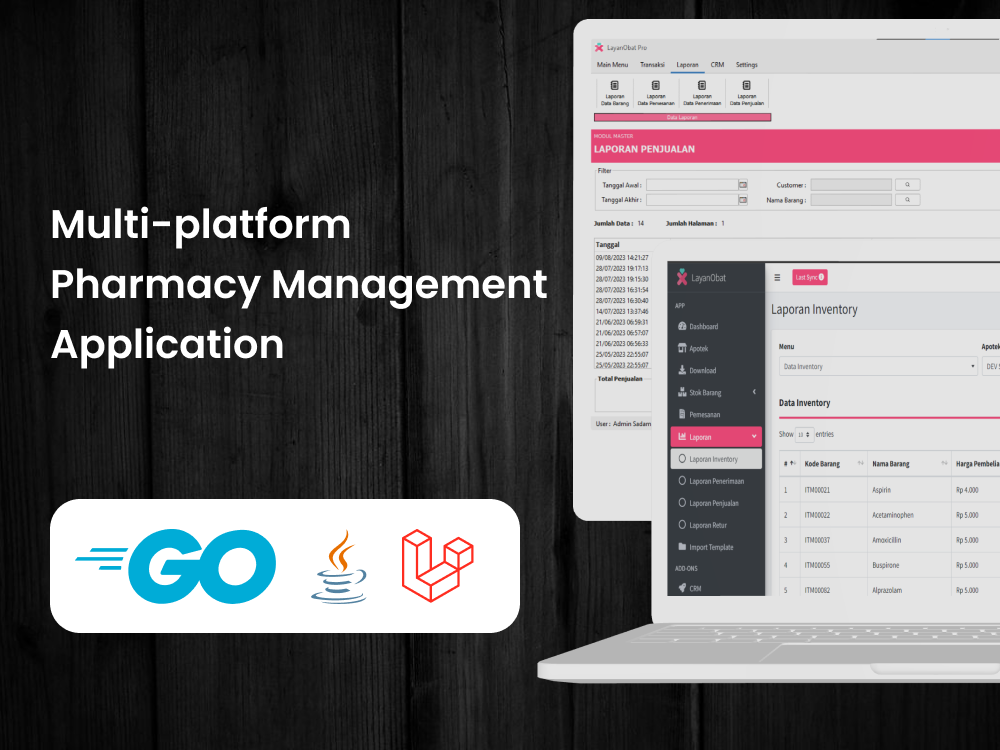 Multi-platform
Pharmacy Management
Application
GO
LayanObat Pro
Main Menu Transaksi Laporan CRM Settings
Laporan Data Barang
Laporan Data Pemesanan
Laporan Data Penerimaan
Laporan Data Penjualan
Data Laporan
MODUL MASTER
LAPORAN PENJUALAN
Filter
Tanggal Awal : Customer :
Tanggal Akhir : Nama Barang :
Jumlah Data : 14 Jumlah Halaman : 1
Tanggal
09/08/2023 14:21:27
28/07/2023 19:17:13
28/07/2023 19:15:30
28/07/2023 16:31:54
28/07/2023 16:30:40
14/07/2023 13:37:46
21/06/2023 06:59:31
21/06/2023 06:57:07
21/06/2023 06:56:33
25/05/2023 22:55:07
25/05/2023 22:55:07
Total Penjualan
User : Admin Sadam
LayanObat
APP
Dashboard
Apotek
Download
Stok Barang
Pemesanan
Laporan
Laporan Inventory
Laporan Penerimaan
Laporan Penjualan
Laporan Retur
Import Template
ADD-ONS
CRM
Last Sync
Laporan Inventory
Menu Apotek
Data Inventory DEV
Data Inventory
Show 10 entries
# Kode Barang Nama Barang Harga Pembelia
1 ITM00021 Aspirin Rp 4.000
2 ITM00022 Acetaminophen Rp 5.000
3 ITM00037 Amoxicillin Rp 5.000
4 ITM00055 Buspirone Rp 5.000
5 ITM00082 Alprazolam Rp 5.000